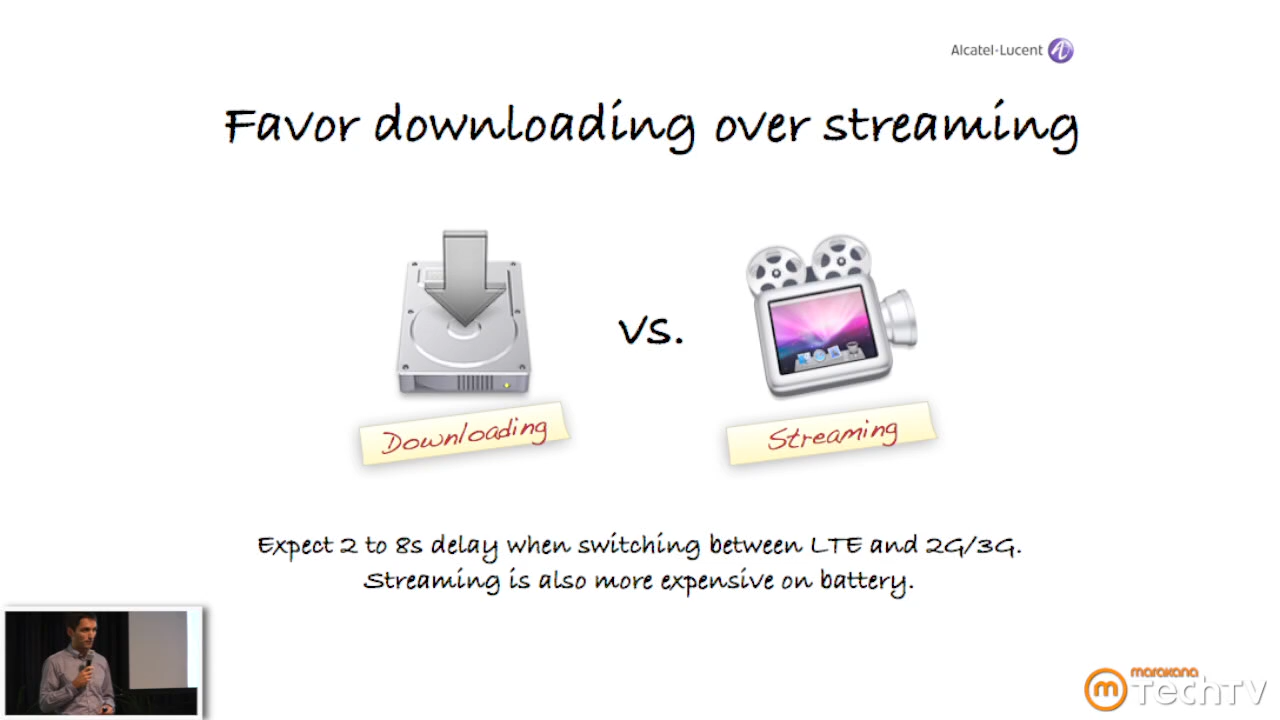 Alcatel·Lucent
Favor downloading over streaming
vs.
Downloading
Streaming
Expect 2 to 8s delay when switching between LTE and 2G/3G.
Streaming is also more expensive on battery.
marakana
TechTV